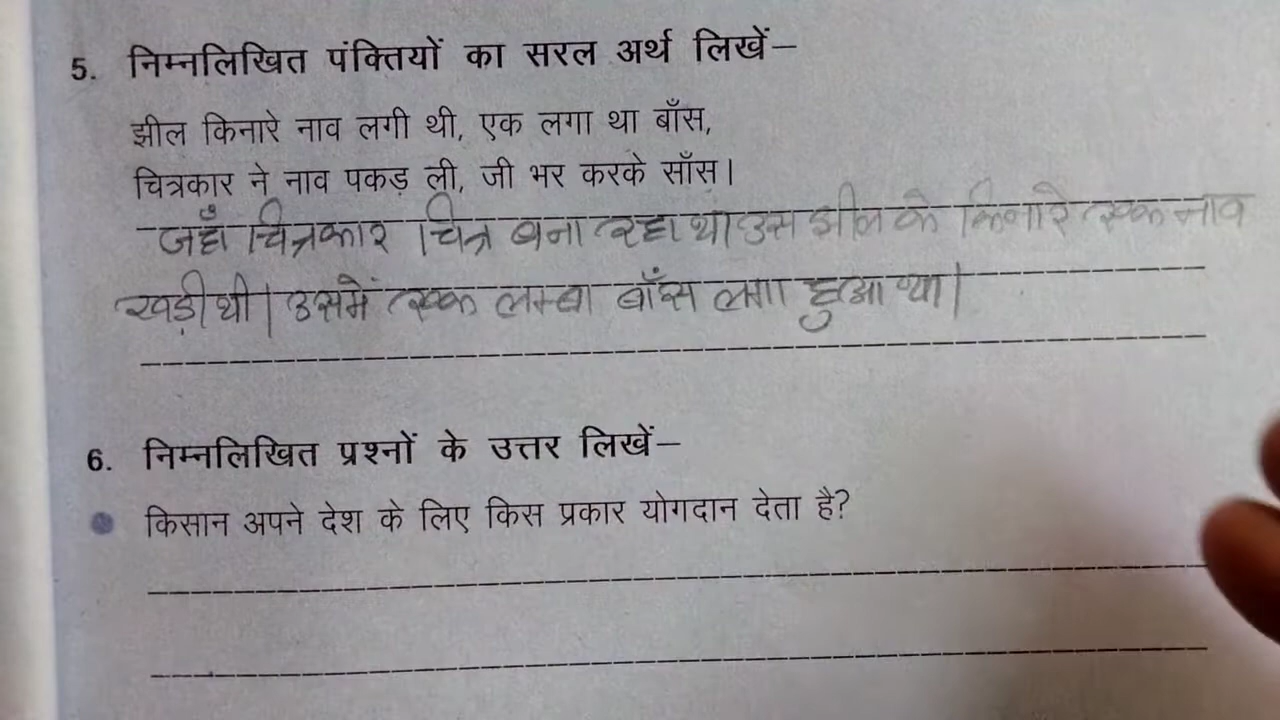 5. निम्नलिखित पंक्तियों का सरल अर्थ लिखें—
झील किनारे नाव लगी थी, एक लगा था बाँस,
चित्रकार ने नाव पकड़ ली, जी भर करके साँस।
जहाँ चित्रकार चित्र बना रहा था उस झील के किनारे एक नाव
खड़ी थी। उसमें एक लम्बा बाँस लगा हुआ था।
6. निम्नलिखित प्रश्नों के उत्तर लिखें—
किसान अपने देश के लिए किस प्रकार योगदान देता है?